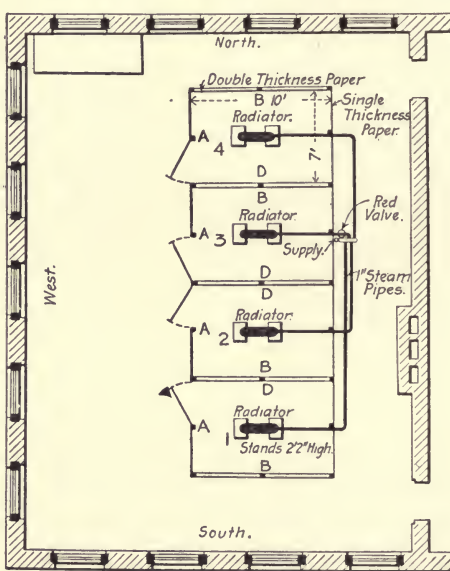 North.
Double Thickness Paper
B 10'
Single
Thickness
Paper.
Radiator.
A 4
7'
D
B
Radiator.
Red
Valve.
A 3
Supply.
1" Steam
Pipes.
West.
D
D
Radiator.
A 2
B
D
Radiator
A 1
Stands 2'2" High.
B
South.